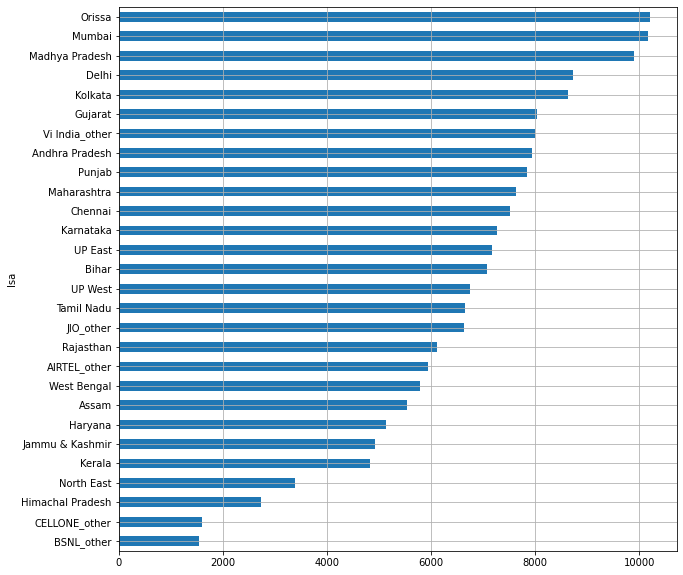 Orissa
Mumbai
Madhya Pradesh
Delhi
Kolkata
Gujarat
Vi India_other
Andhra Pradesh
Punjab
Maharashtra
Chennai
Karnataka
UP East
Bihar
UP West
Tamil Nadu
JIO_other
Rajasthan
AIRTEL_other
West Bengal
Assam
Haryana
Jammu & Kashmir
Kerala
North East
Himachal Pradesh
CELLONE_other
BSNL_other
lsa
0 2000 4000 6000 8000 10000